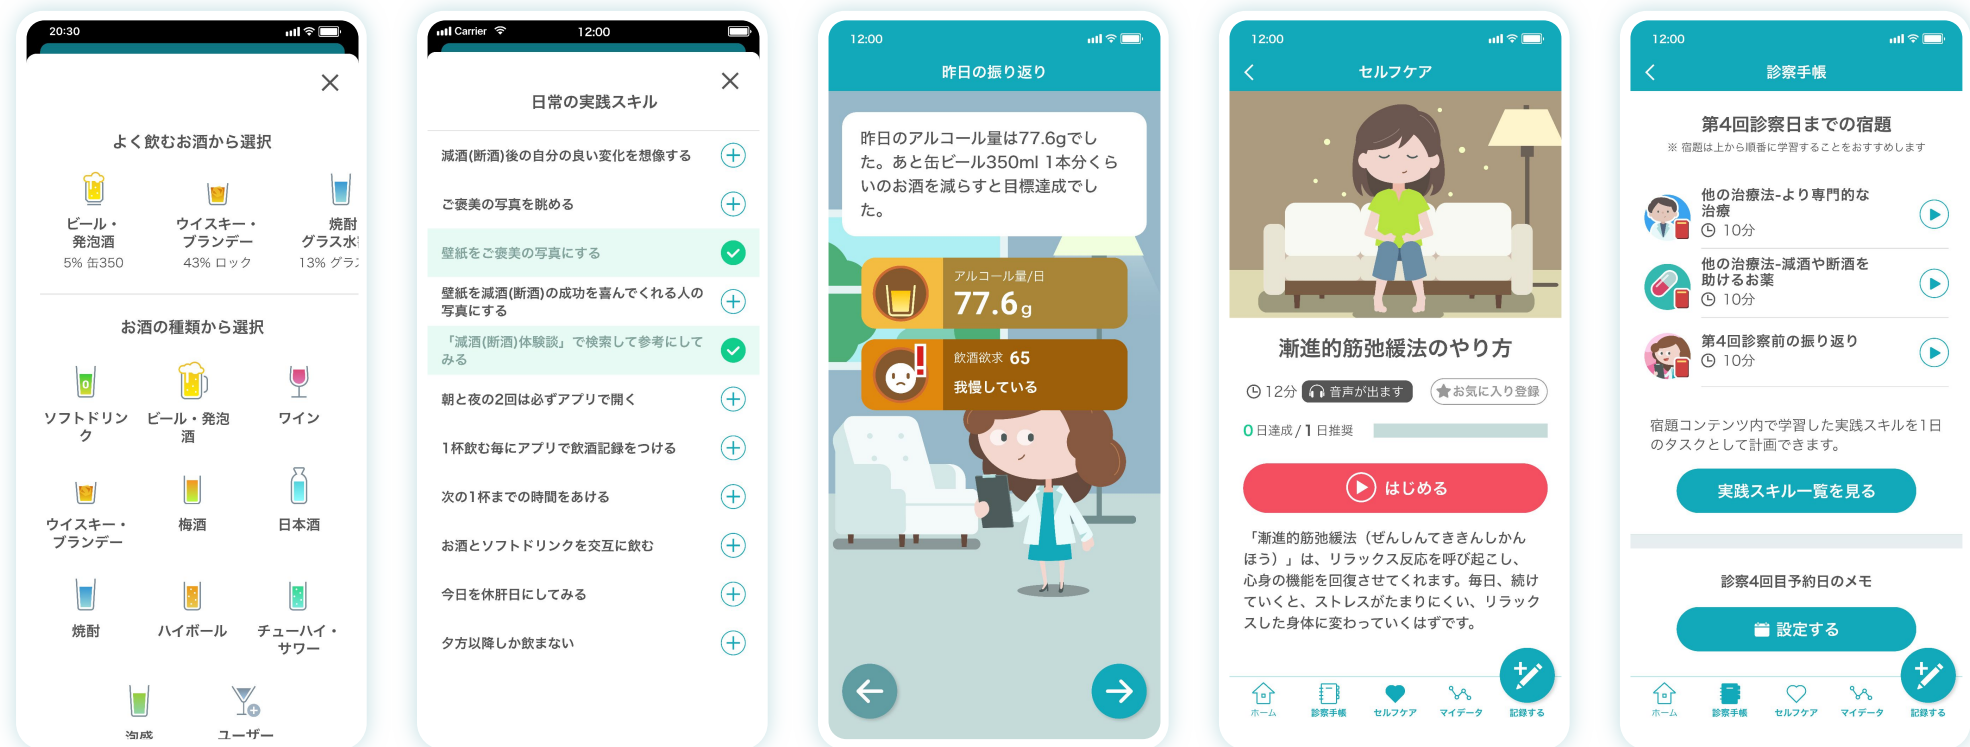 20:30
よく飲むお酒から選択
ビール・
発泡酒
5% 缶350
ウイスキー・
ブランデー
43% ロック
焼酎
グラス水
13% グラ
お酒の種類から選択
0
ソフトドリン
ク
ビール・発泡
酒
ワイン
ウイスキー・
ブランデー
梅酒
日本酒
焼酎
ハイボール
チューハイ・
サワー
泡盛
ユーザー
Carrier
12:00
日常の実践スキル
減酒(断酒)後の自分の良い変化を想像する
ご褒美の写真を眺める
壁紙をご褒美の写真にする
壁紙を減酒(断酒)の成功を喜んでくれる人の
写真にする
「減酒(断酒)体験談」で検索して参考にして
みる
朝と夜の2回は必ずアプリで開く
1杯飲む毎にアプリで飲酒記録をつける
次の1杯までの時間をあける
お酒とソフトドリンクを交互に飲む
今日を休肝日にしてみる
夕方以降しか飲まない
12:00
昨日の振り返り
昨日のアルコール量は77.6gでし
た。あと缶ビール350ml 1本分くら
いのお酒を減らすと目標達成でし
た。
アルコール量/日
77.6g
飲酒欲求 65
我慢している
12:00
セルフケア
漸進的筋弛緩法のやり方
12分
音声が出ます
お気に入り登録
0日達成/1日推奨
はじめる
「漸進的筋弛緩法（ぜんしんてききんしかん
ほう）」は、リラックス反応を呼び起こし、
心身の機能を回復させてくれます。毎日、続け
ていくと、ストレスがたまりにくい、リラック
スした身体に変わっていくはずです。
ホーム
診察手帳
セルフケア
マイデータ
記録する
12:00
診察手帳
第4回診察日までの宿題
※ 宿題は上から順番に学習することをおすすめします
他の治療法-より専門的な
治療
10分
他の治療法-減酒や断酒を
助けるお薬
10分
第4回診察前の振り返り
10分
宿題コンテンツ内で学習した実践スキルを1日
のタスクとして計画できます。
実践スキル一覧を見る
診察4回目予約日のメモ
設定する
ホーム
診察手帳
セルフケア
マイデータ
記録する